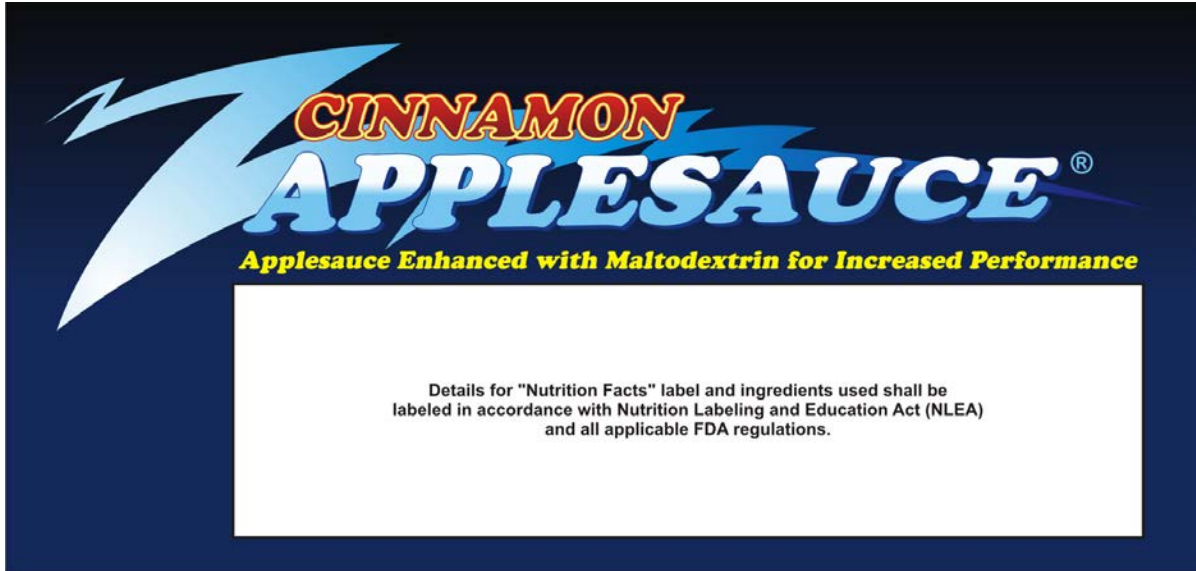 CINNAMON
ZAPPLESAUCE®
Applesauce Enhanced with Maltodextrin for Increased Performance
Details for "Nutrition Facts" label and ingredients used shall be
labeled in accordance with Nutrition Labeling and Education Act (NLEA)
and all applicable FDA regulations.